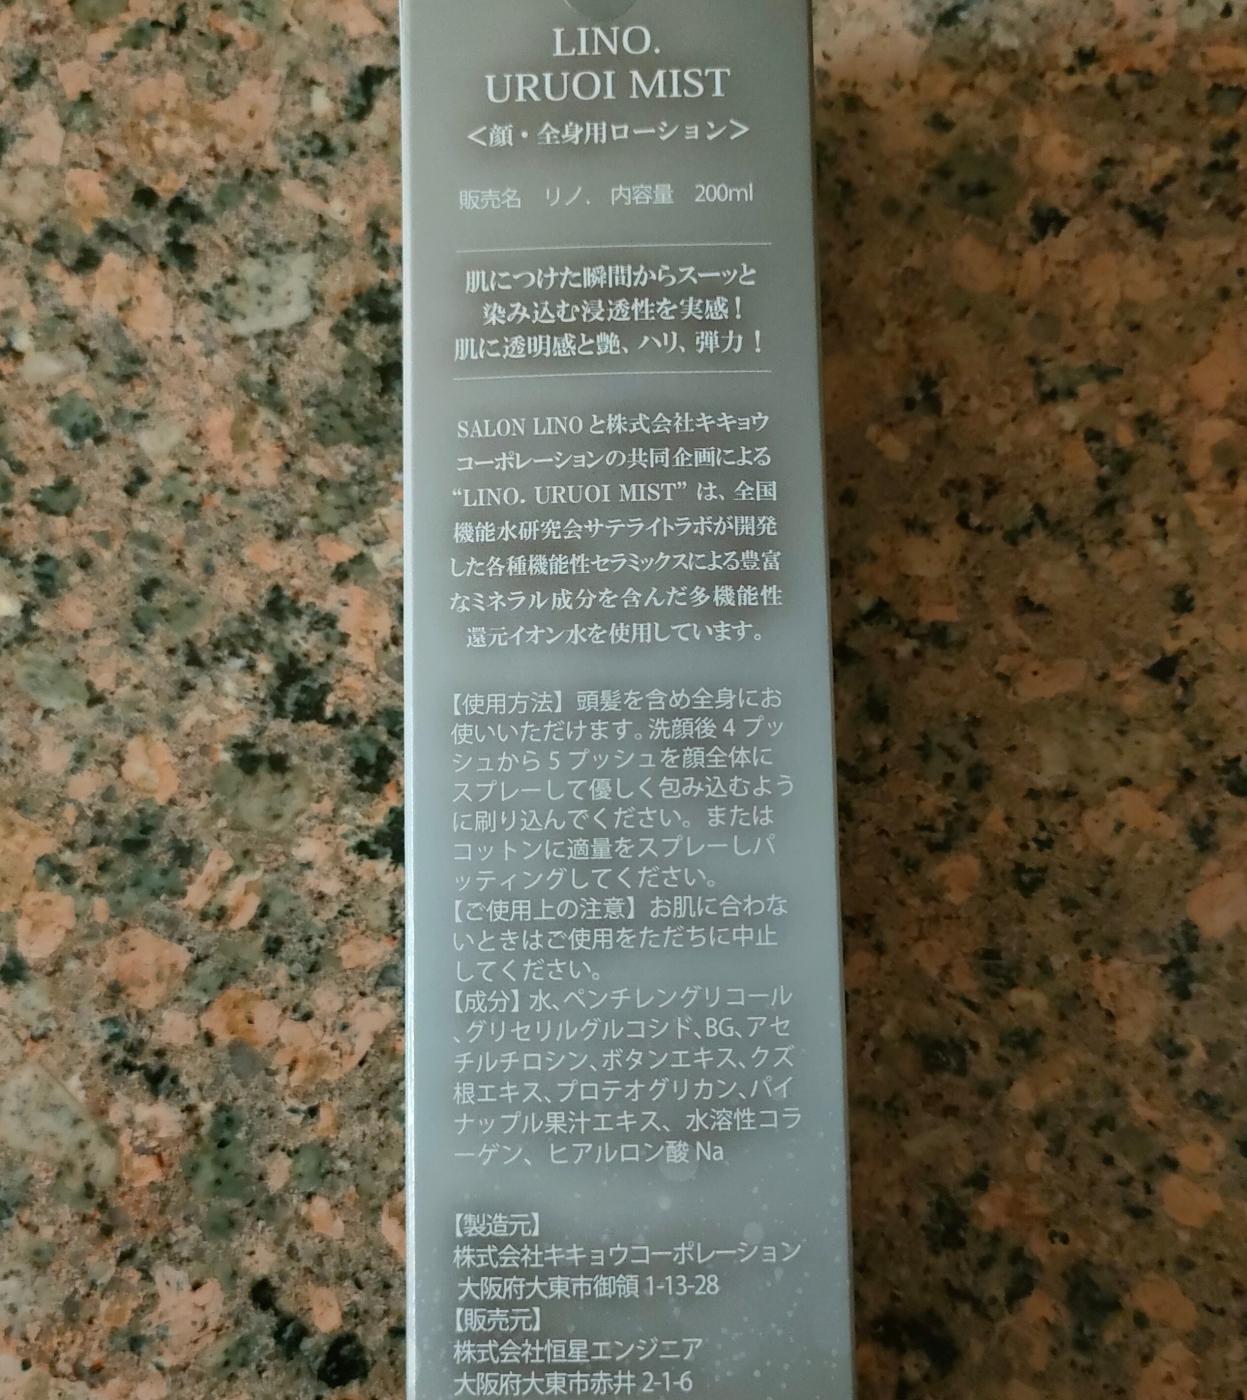 LINO.
URUOI MIST
＜顔・全身用ローション＞
販売名　リノ．　内容量　200ml
肌につけた瞬間からスーッと
染み込む浸透性を実感！
肌に透明感と艶、ハリ、弾力！
SALON LINO と株式会社キキョウ
コーポレーションの共同企画による
“LINO. URUOI MIST” は、全国
機能水研究会サテライトラボが開発
した各種機能性セラミックスによる豊富
なミネラル成分を含んだ多機能性
還元イオン水を使用しています。
【使用方法】頭髪を含め全身にお
使いいただけます。洗顔後 4 プッ
シュから 5 プッシュを顔全体に
スプレーして優しく包み込むよう
に刷り込んでください。または
コットンに適量をスプレーしパ
ッティングしてください。
【ご使用上の注意】お肌に合わな
いときはご使用をただちに中止
してください。
【成分】水、ペンチレングリコール
、グリセリルグルコシド、BG、アセ
チルチロシン、ボタンエキス、クズ
根エキス、プロテオグリカン、パイ
ナップル果汁エキス、水溶性コラ
ーゲン、ヒアルロン酸 Na
【製造元】
株式会社キキョウコーポレーション
大阪府大東市御領 1-13-28
【販売元】
株式会社恒星エンジニア
大阪府大東市赤井 2-1-6